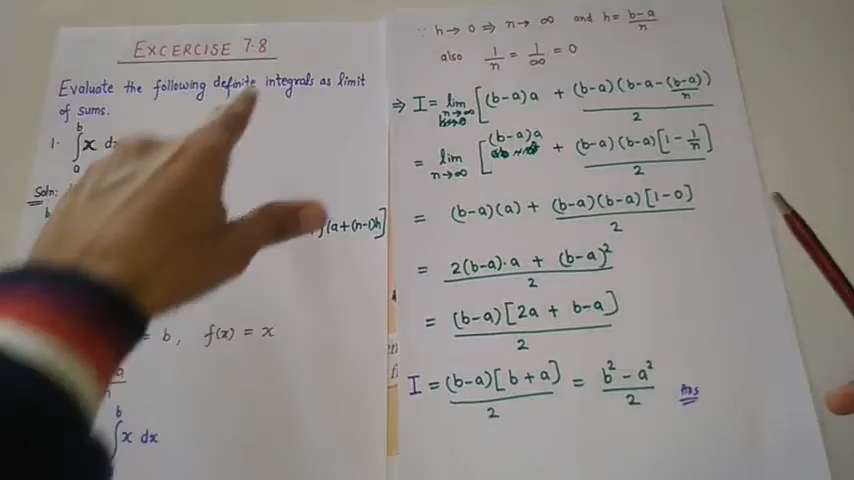 EXCERCISE 7.8
Evaluate the following definite integrals as limit
of sums.
1. ∫ₐᵇ x d
Soln:
f(a+(n-1)h]
= b, f(x) = x
∫ᵇ x dx
∵ h→0 ⇒ n→∞ and h = (b-a)/n
also 1/n = 1/∞ = 0
⇒ I = lim n→∞ [(b-a)a + (b-a)(b-a-(b-a)/n)/2
= lim n→∞ [(b-a)a + (b-a)(b-a)[1-1/n]/2
= (b-a)(a) + (b-a)(b-a)[1-0]/2
= 2(b-a)·a + (b-a)²/2
= (b-a)[2a + b-a]/2
I = (b-a)[b+a]/2 = b²-a²/2 Ans